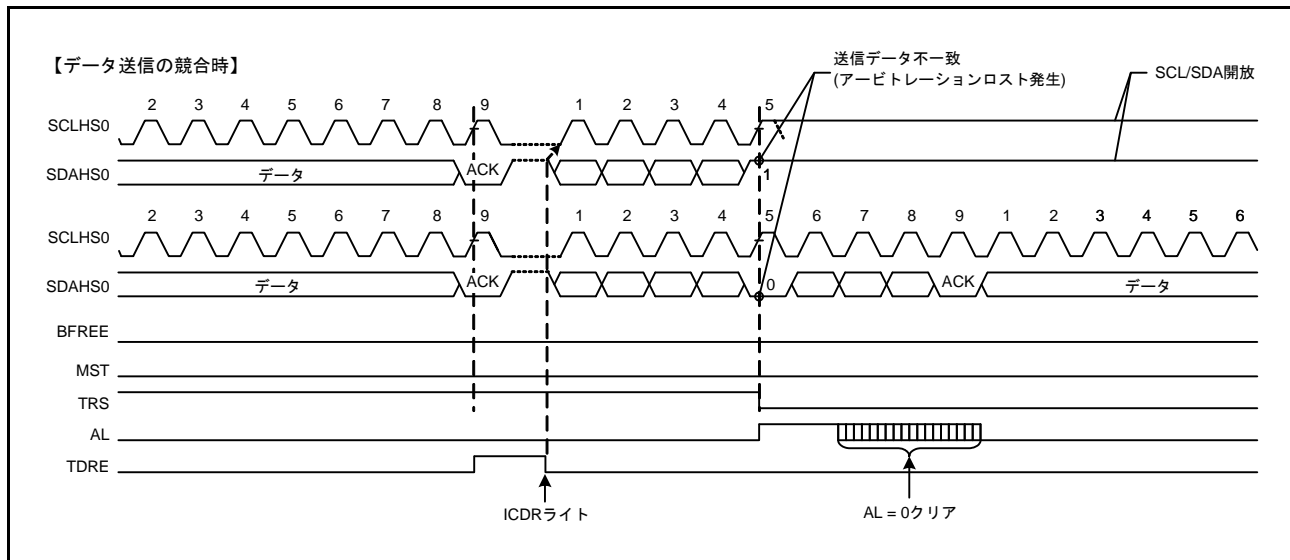 【データ送信の競合時】
送信データ不一致
(アービトレーションロスト発生)
SCL/SDA開放
2 3 4 5 6 7 8 9 1 2 3 4 5
SCLHS0
SDAHS0 データ ACK 1
2 3 4 5 6 7 8 9 1 2 3 4 5 6 7 8 9 1 2 3 4 5 6
SCLHS0
SDAHS0 データ ACK 0 ACK データ
BFREE
MST
TRS
AL
TDRE
ICDRライト
AL = 0クリア